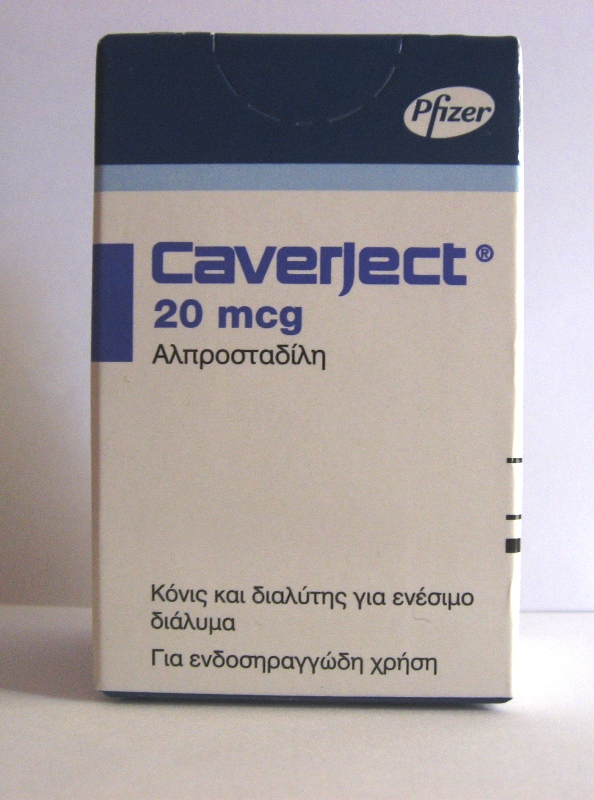 Pfizer
Caverject®
20 mcg
Αλπροσταδίλη
Κόνις και διαλύτης για ενέσιμο
διάλυμα
Για ενδοσηραγγώδη χρήση